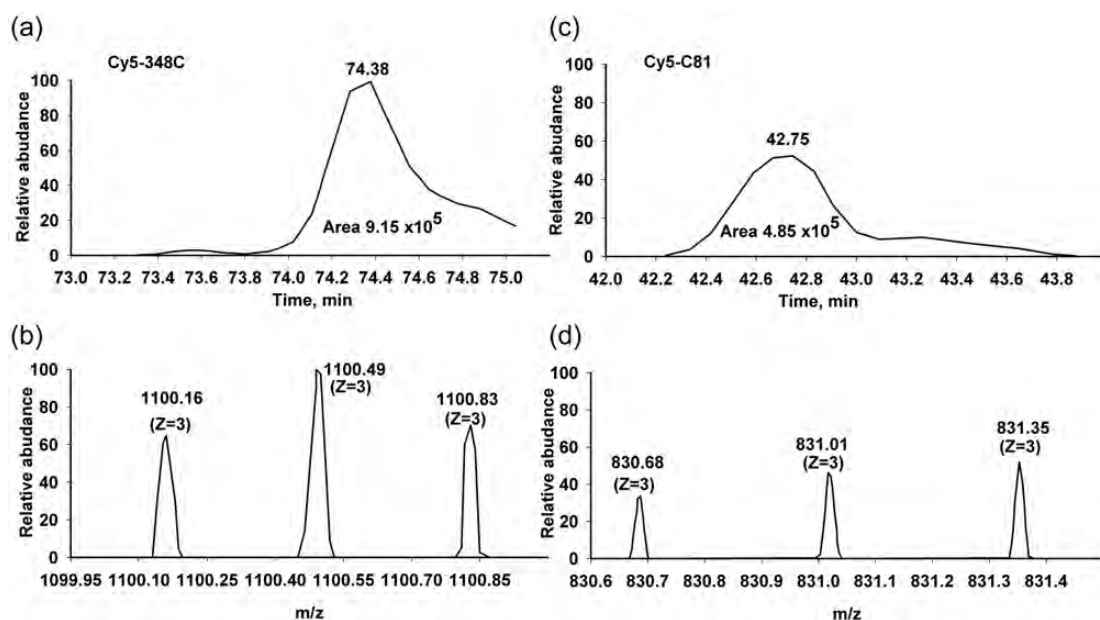 (a)
Cy5-348C
74.38
100
80
60
40
20
0
Relative abudance
Area 9.15 x10⁵
73.0 73.2 73.4 73.6 73.8 74.0 74.2 74.4 74.6 74.8 75.0
Time, min
(c)
Cy5-C81
42.75
100
80
60
40
20
0
Relative abudance
Area 4.85 x10⁵
42.0 42.2 42.4 42.6 42.8 43.0 43.2 43.4 43.6 43.8
Time, min
(b)
1100.16
(Z=3)
1100.49
(Z=3)
1100.83
(Z=3)
100
80
60
40
20
0
Relative abudance
1099.95 1100.10 1100.25 1100.40 1100.55 1100.70 1100.85
m/z
(d)
830.68
(Z=3)
831.01
(Z=3)
831.35
(Z=3)
100
80
60
40
20
0
Relative abudance
830.6 830.7 830.8 830.9 831.0 831.1 831.2 831.3 831.4
m/z